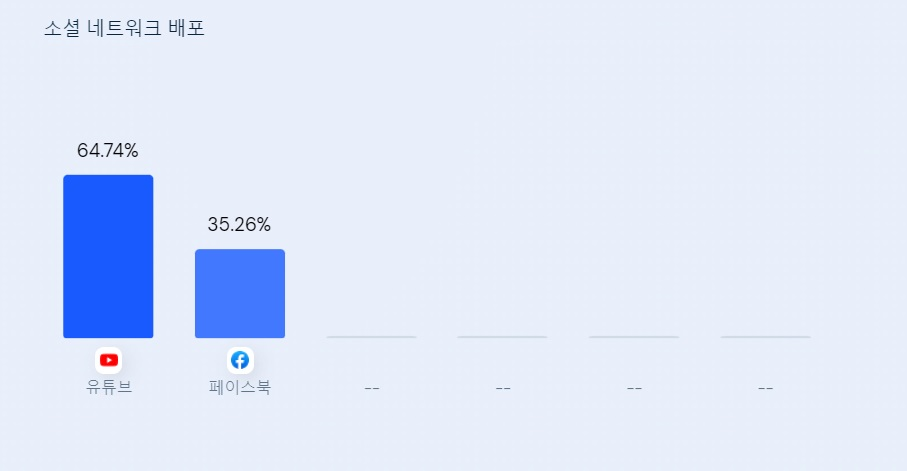 소셜 네트워크 배포
64.74%
35.26%
유튜브
페이스북
--
--
--
--